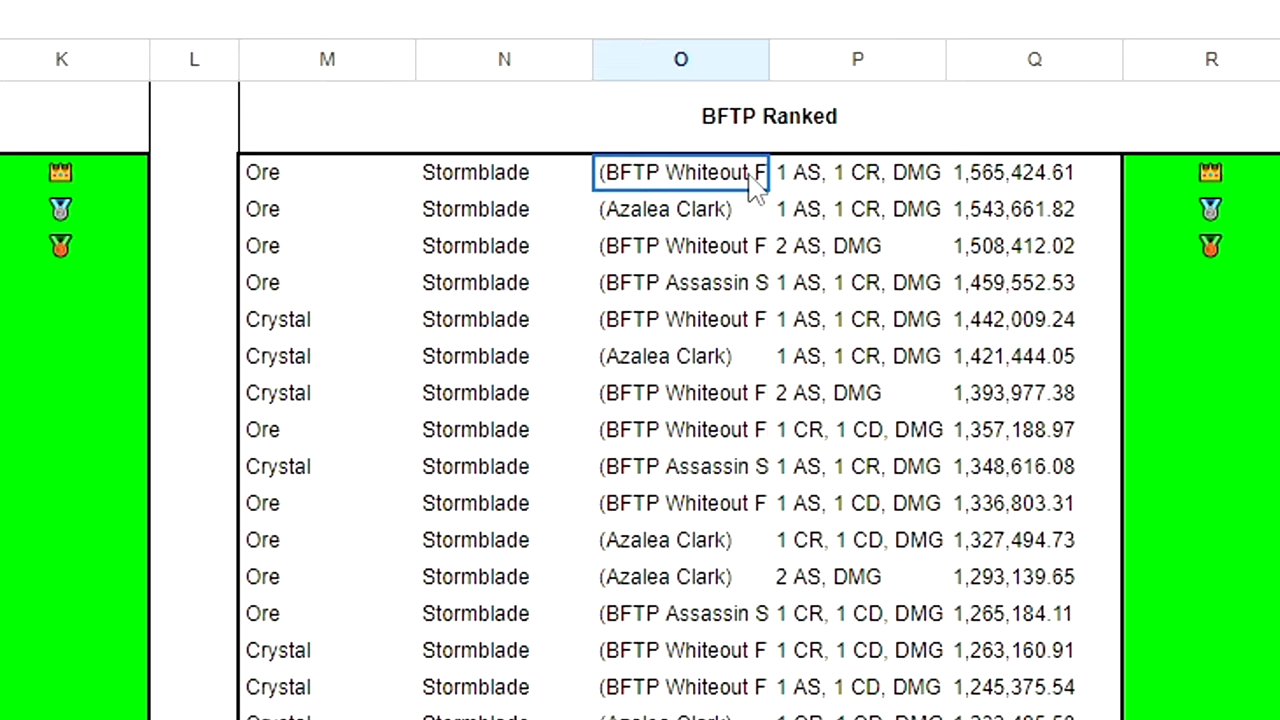 K L M N O P Q R
BFTP Ranked
Ore Stormblade (BFTP Whiteout F 1 AS, 1 CR, DMG 1,565,424.61
Ore Stormblade (Azalea Clark) 1 AS, 1 CR, DMG 1,543,661.82
Ore Stormblade (BFTP Whiteout F 2 AS, DMG 1,508,412.02
Ore Stormblade (BFTP Assassin S 1 AS, 1 CR, DMG 1,459,552.53
Crystal Stormblade (BFTP Whiteout F 1 AS, 1 CR, DMG 1,442,009.24
Crystal Stormblade (Azalea Clark) 1 AS, 1 CR, DMG 1,421,444.05
Crystal Stormblade (BFTP Whiteout F 2 AS, DMG 1,393,977.38
Ore Stormblade (BFTP Whiteout F 1 CR, 1 CD, DMG 1,357,188.97
Crystal Stormblade (BFTP Assassin S 1 AS, 1 CR, DMG 1,348,616.08
Ore Stormblade (BFTP Whiteout F 1 AS, 1 CD, DMG 1,336,803.31
Ore Stormblade (Azalea Clark) 1 CR, 1 CD, DMG 1,327,494.73
Ore Stormblade (Azalea Clark) 2 AS, DMG 1,293,139.65
Ore Stormblade (BFTP Assassin S 1 CR, 1 CD, DMG 1,265,184.11
Crystal Stormblade (BFTP Whiteout F 1 CR, 1 CD, DMG 1,263,160.91
Crystal Stormblade (BFTP Whiteout F 1 AS, 1 CD, DMG 1,245,375.54